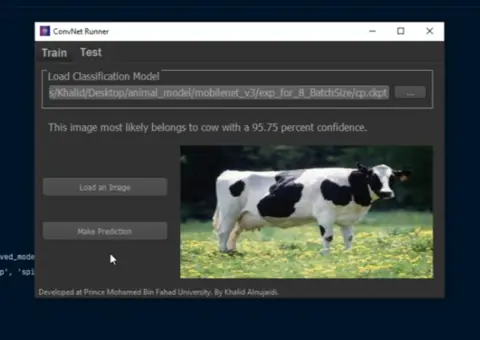 ConvNet Runner
Train Test
Load Classification Model
s/Khalid/Desktop/animal_model/mobilenet_v3/exp_for_8_BatchSize/cp.ckpt ...
This image most likely belongs to cow with a 95.75 percent confidence.
Load an Image
Make Prediction
ved_mode
p', 'spi
Developed at Prince Mohamed Bin Fahad University. By Khalid Alnujaidi.